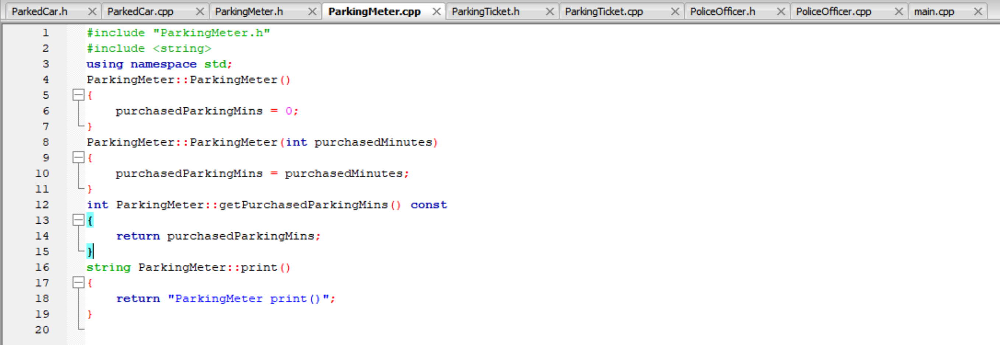 ParkedCar.h ParkedCar.cpp ParkingMeter.h ParkingMeter.cpp ParkingTicket.h ParkingTicket.cpp PoliceOfficer.h PoliceOfficer.cpp main.cpp
1 #include "ParkingMeter.h"
2 #include <string>
3 using namespace std;
4 ParkingMeter::ParkingMeter()
5 {
6     purchasedParkingMins = 0;
7 }
8 ParkingMeter::ParkingMeter(int purchasedMinutes)
9 {
10     purchasedParkingMins = purchasedMinutes;
11 }
12 int ParkingMeter::getPurchasedParkingMins() const
13 {
14     return purchasedParkingMins;
15 }
16 string ParkingMeter::print()
17 {
18     return "ParkingMeter print()";
19 }
20